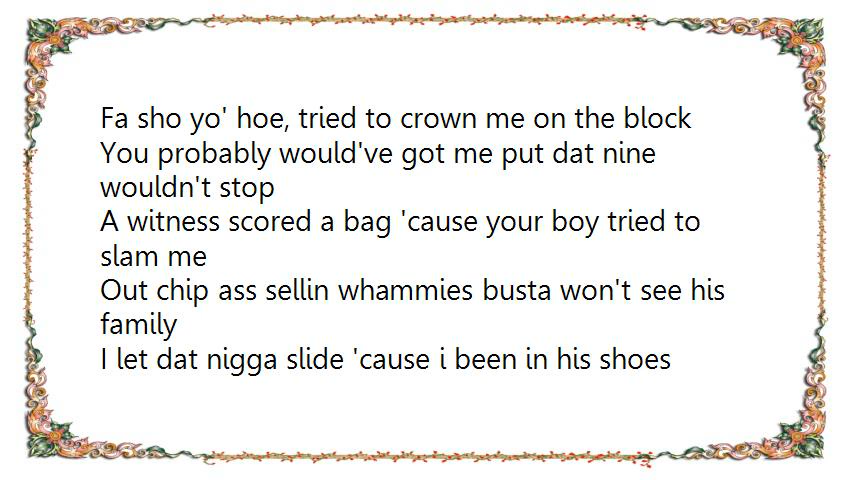 Fa sho yo' hoe, tried to crown me on the block
You probably would've got me put dat nine
wouldn't stop
A witness scored a bag 'cause your boy tried to
slam me
Out chip ass sellin whammies busta won't see his
family
I let dat nigga slide 'cause i been in his shoes